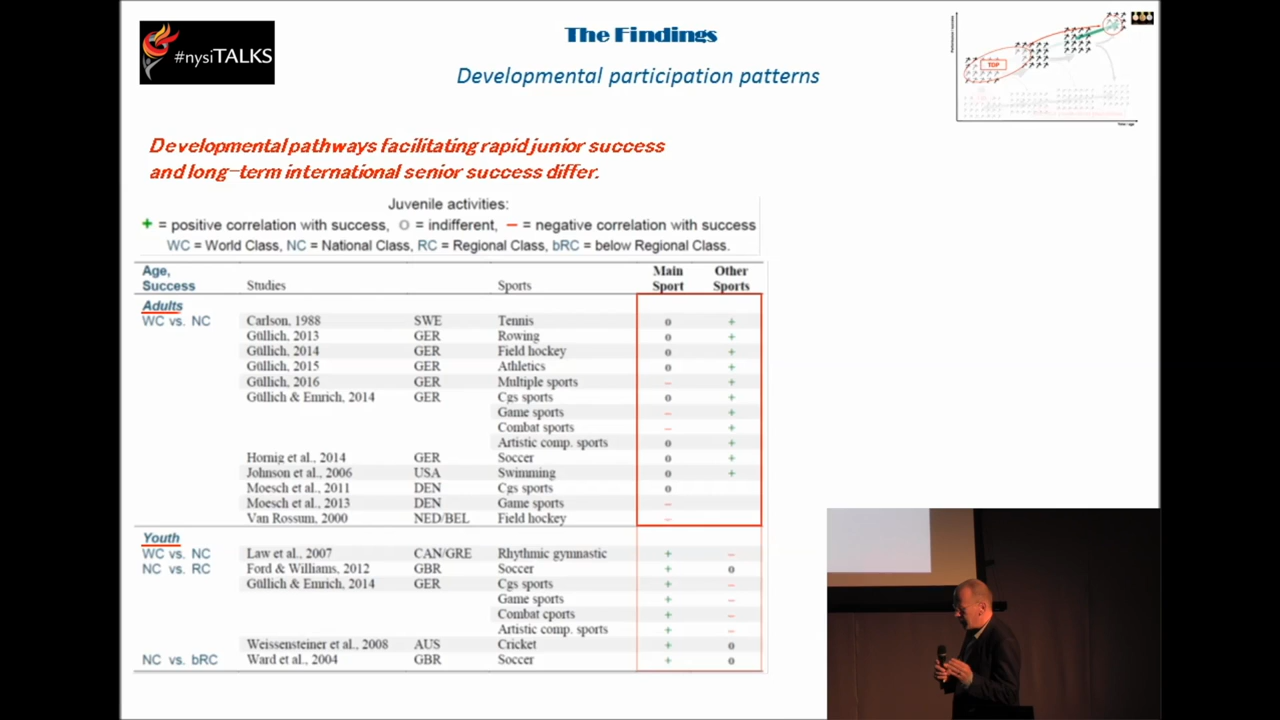 #nysiTALKS
The Findings
Developmental participation patterns
TDP
Developmental pathways facilitating rapid junior success
and long-term international senior success differ.
Juvenile activities:
+ = positive correlation with success, o = indifferent, − = negative correlation with success
WC = World Class, NC = National Class, RC = Regional Class, bRC = below Regional Class.
Age, Success Studies Sports Main Sport Other Sports
Adults
WC vs. NC Carlson, 1988 SWE Tennis o +
Güllich, 2013 GER Rowing o +
Güllich, 2014 GER Field hockey o +
Güllich, 2015 GER Athletics o +
Güllich, 2016 GER Multiple sports − +
Güllich & Emrich, 2014 GER Cgs sports o +
Game sports − +
Combat sports − +
Artistic comp. sports o +
Hornig et al., 2014 GER Soccer o +
Johnson et al., 2006 USA Swimming o +
Moesch et al., 2011 DEN Cgs sports o
Moesch et al., 2013 DEN Game sports −
Van Rossum, 2000 NED/BEL Field hockey −
Youth
WC vs. NC Law et al., 2007 CAN/GRE Rhythmic gymnastic + −
NC vs. RC Ford & Williams, 2012 GBR Soccer + o
Güllich & Emrich, 2014 GER Cgs sports + −
Game sports + −
Combat cports + −
Artistic comp. sports + −
Weissensteiner et al., 2008 AUS Cricket + o
NC vs. bRC Ward et al., 2004 GBR Soccer + o